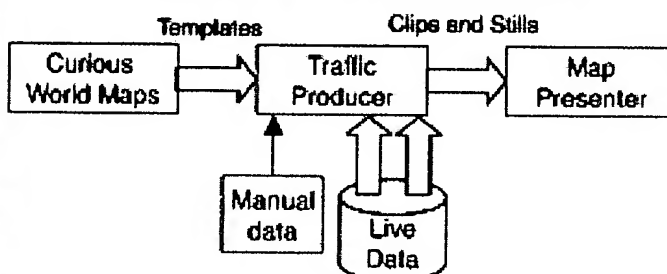 Templates
Clips and Stills
Curious
World Maps
Traffic
Producer
Map
Presenter
Manual
data
Live
Data